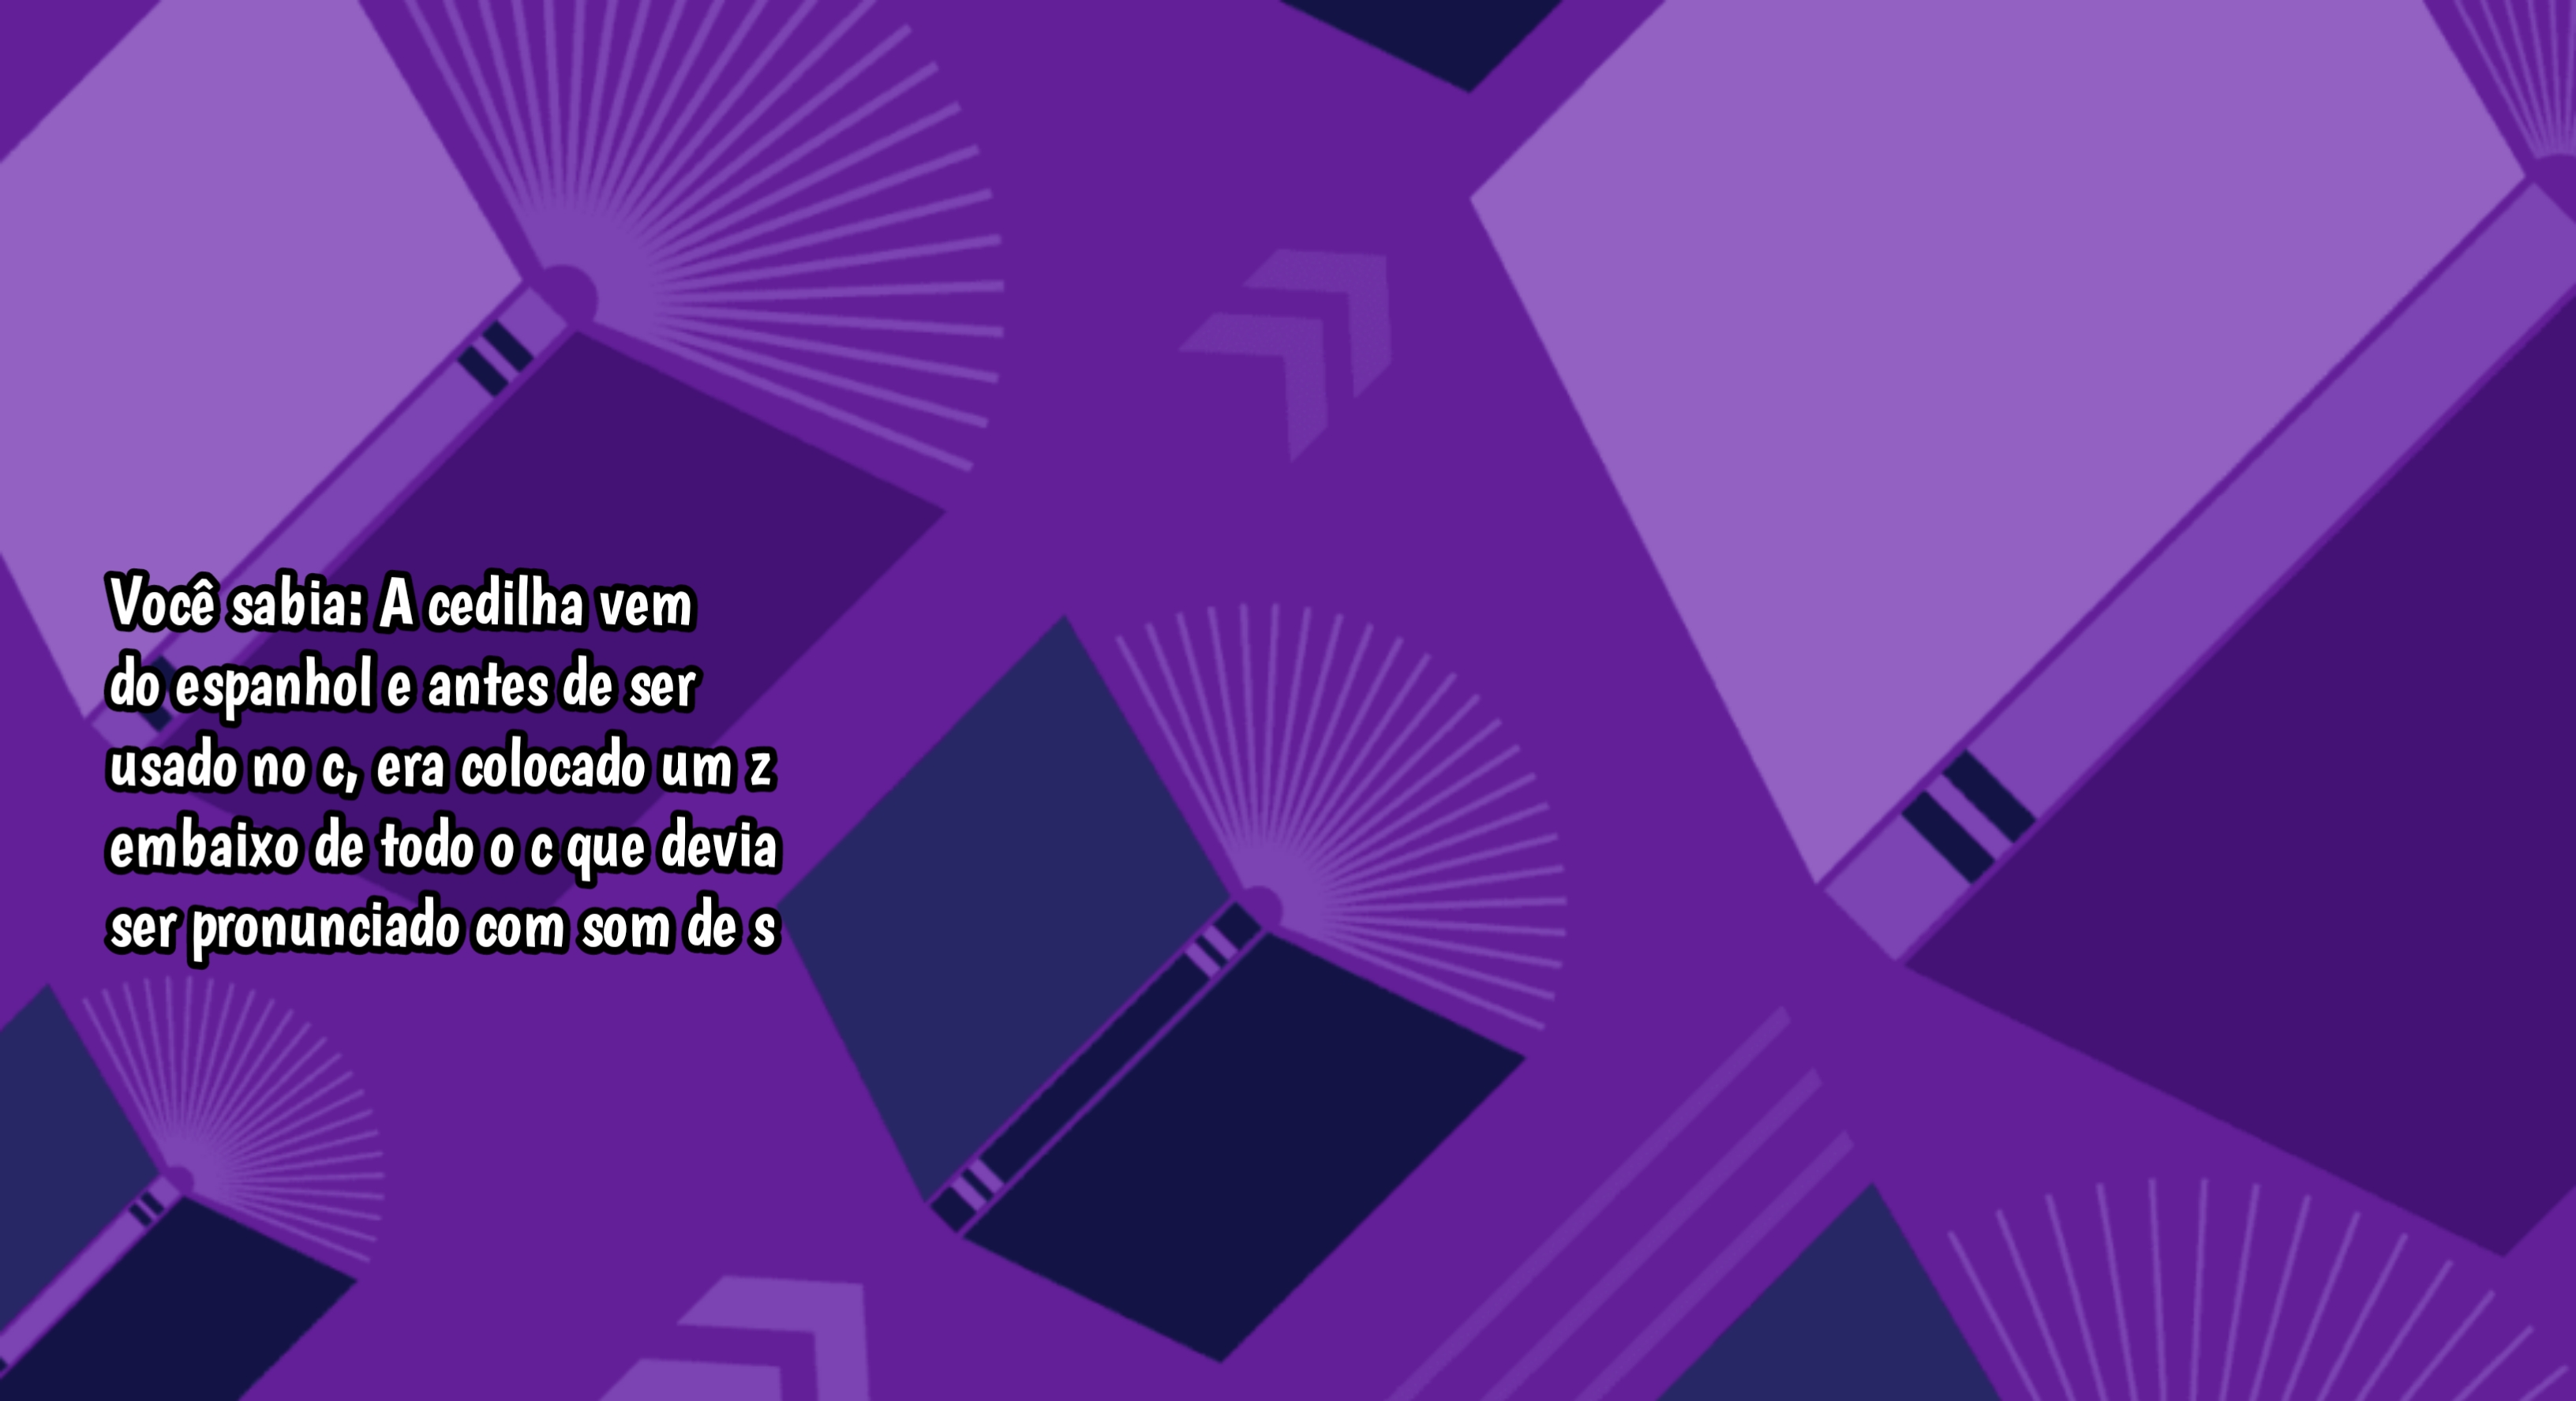 Você sabia: A cedilha vem
do espanhol e antes de ser
usado no c, era colocado um z
embaixo de todo o c que devia
ser pronunciado com som de s